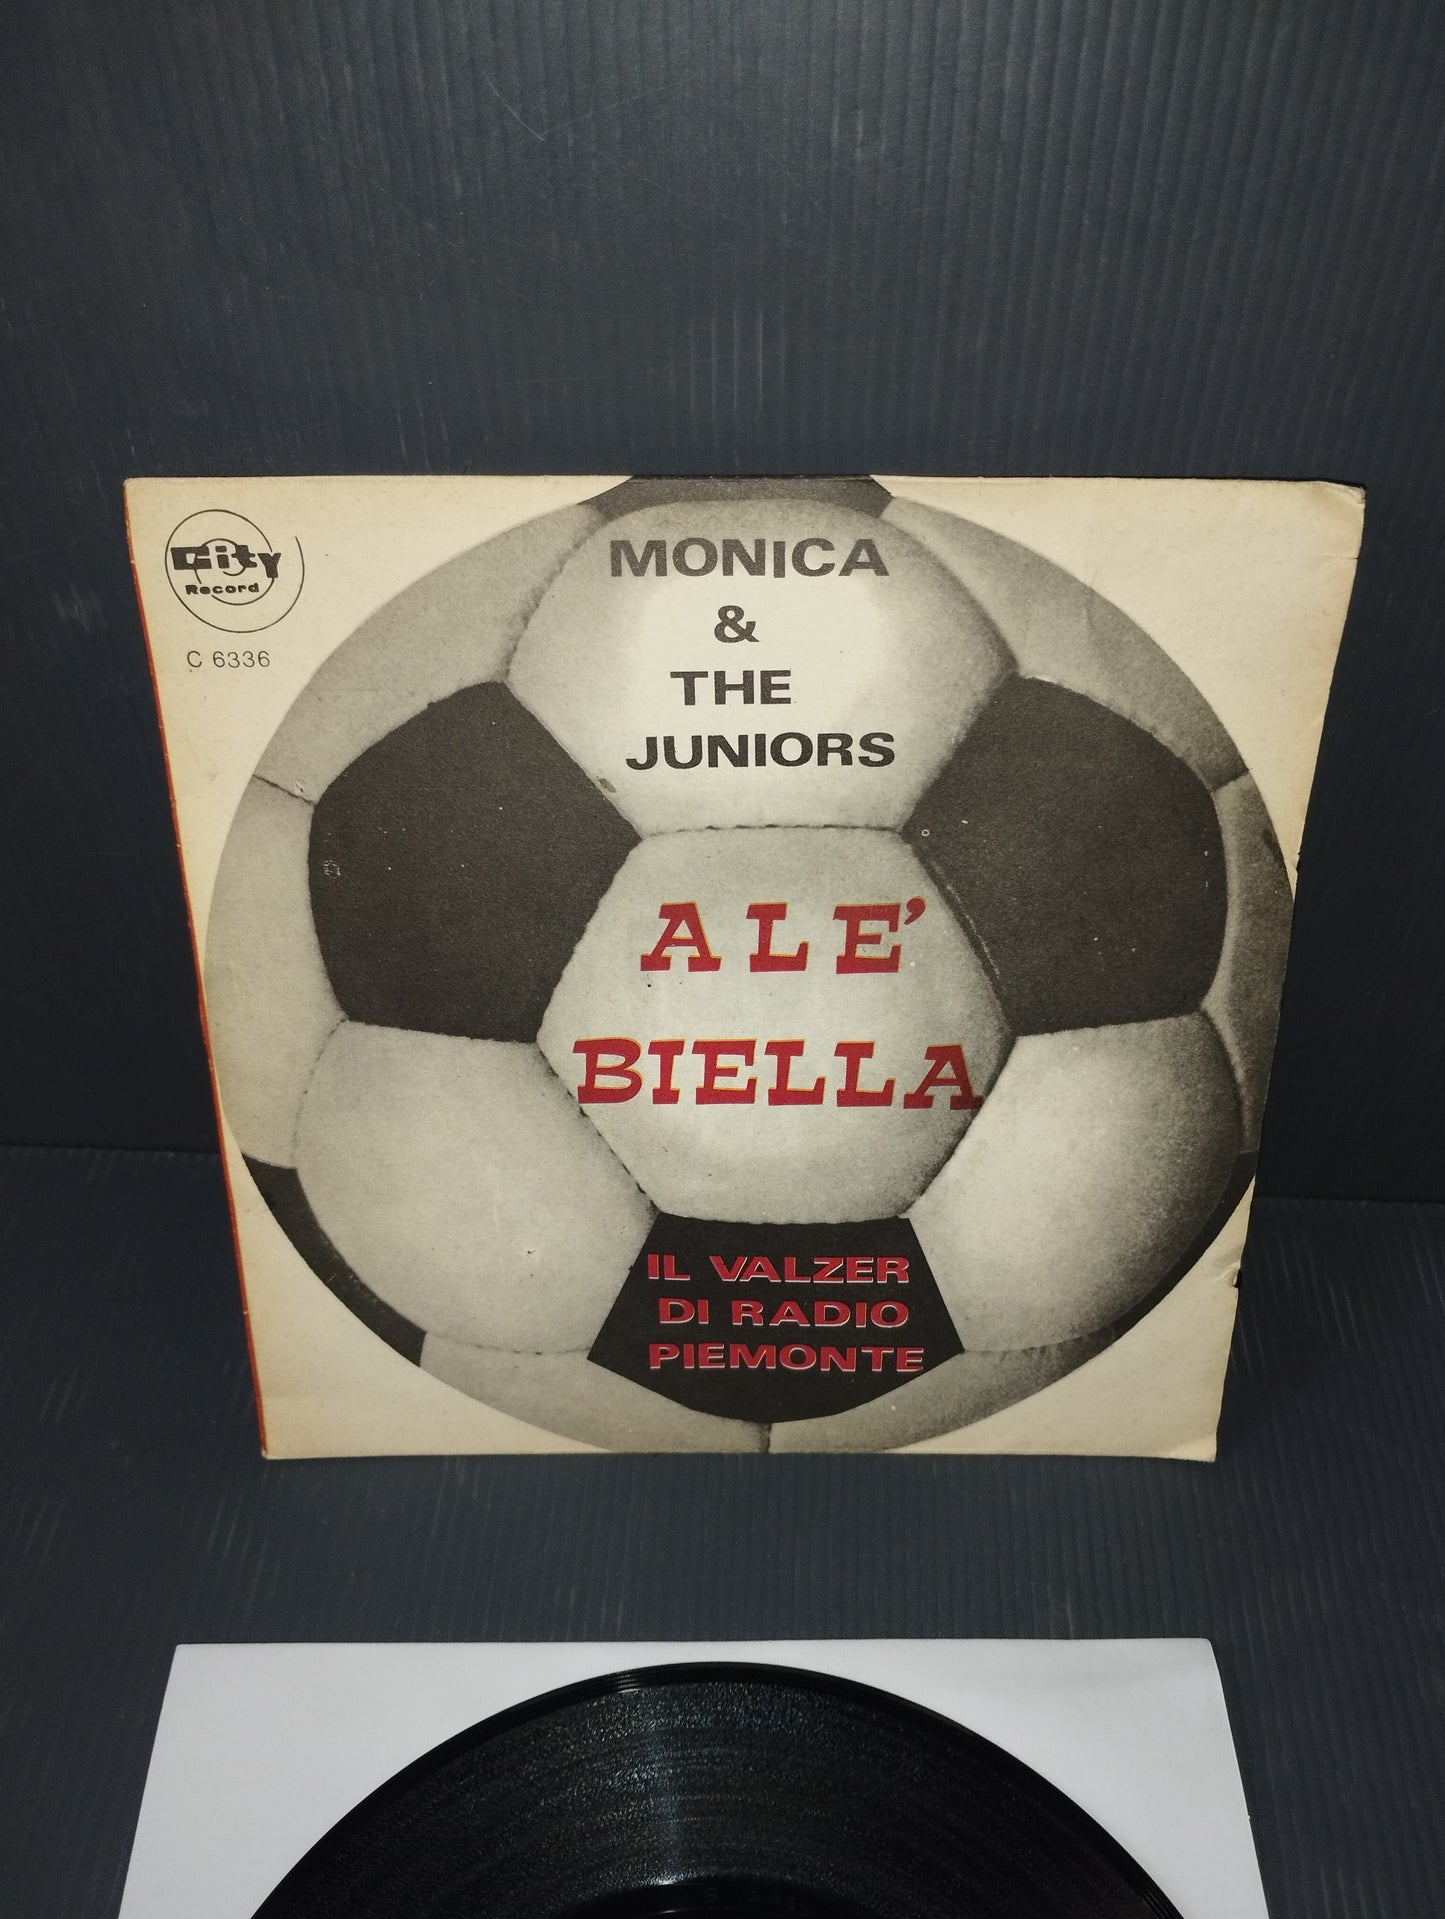 City
Record
C 6336
MONICA
&
THE
JUNIORS
ALE'
BIELLA
IL VALZER
DI RADIO
PIEMONTE